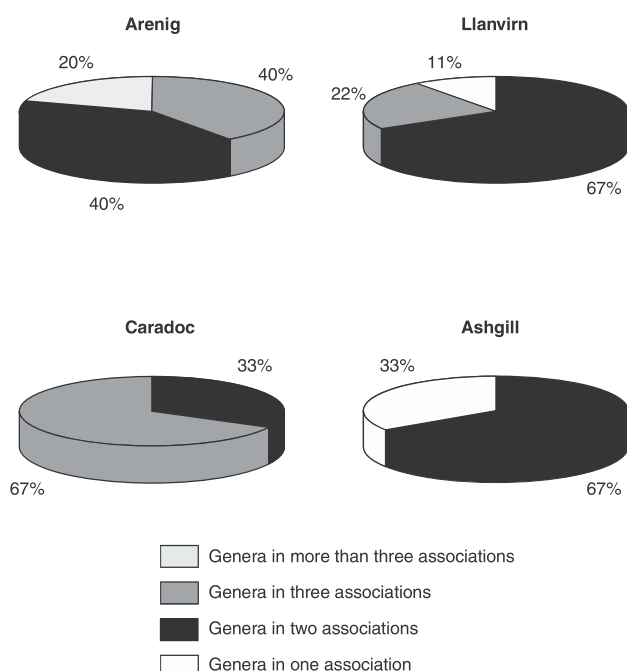 Arenig
Llanvirn
20%
40%
11%
22%
40%
67%
Caradoc
Ashgill
33%
33%
67%
67%
Genera in more than three associations
Genera in three associations
Genera in two associations
Genera in one association